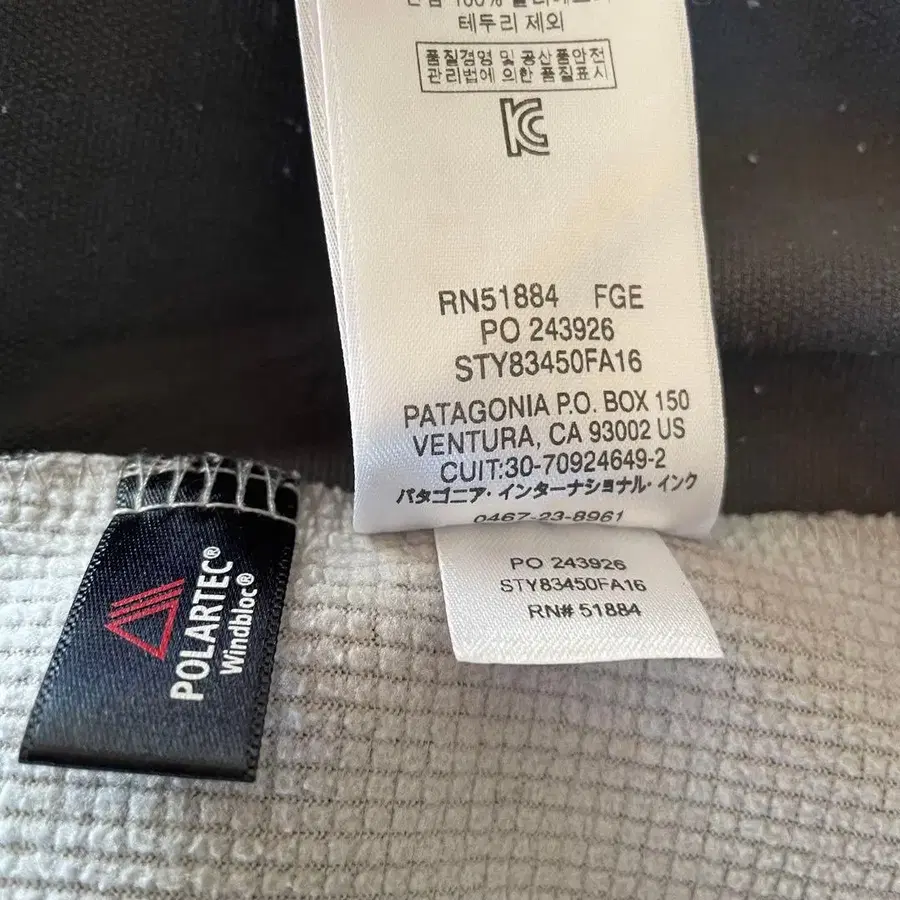 100%
테두리 제외
품질경영 및 공산품안전
관리법에 의한 품질표시
RN51884 FGE
PO 243926
STY83450FA16
PATAGONIA P.O. BOX 150
VENTURA, CA 93002 US
CUIT:30-70924649-2
パタゴニア・インターナショナル・インク
0467-23-8961
PO 243926
STY83450FA16
RN# 51884
POLARTEC®
Windbloc®